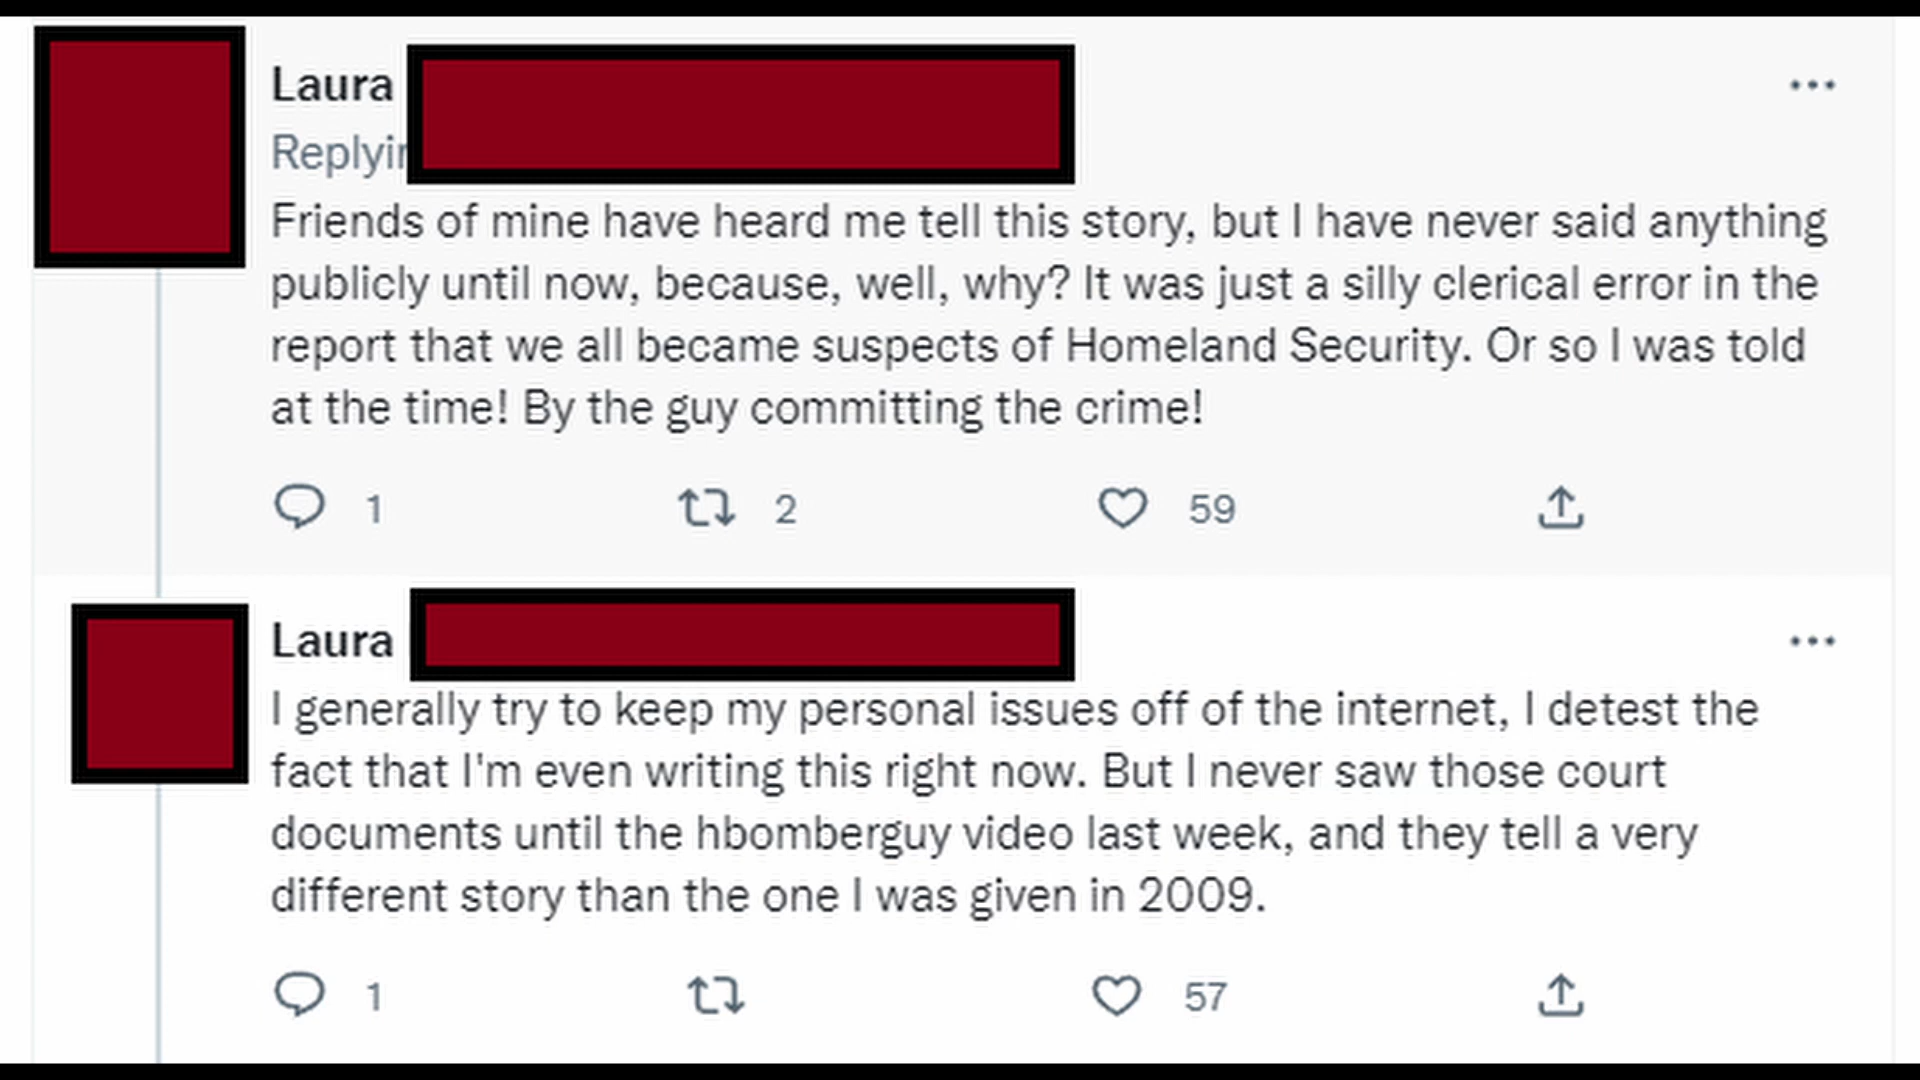 Laura
Replyin
Friends of mine have heard me tell this story, but I have never said anything
publicly until now, because, well, why? It was just a silly clerical error in the
report that we all became suspects of Homeland Security. Or so I was told
at the time! By the guy committing the crime!
1 2 59
Laura
I generally try to keep my personal issues off of the internet, I detest the
fact that I'm even writing this right now. But I never saw those court
documents until the hbomberguy video last week, and they tell a very
different story than the one I was given in 2009.
1 57